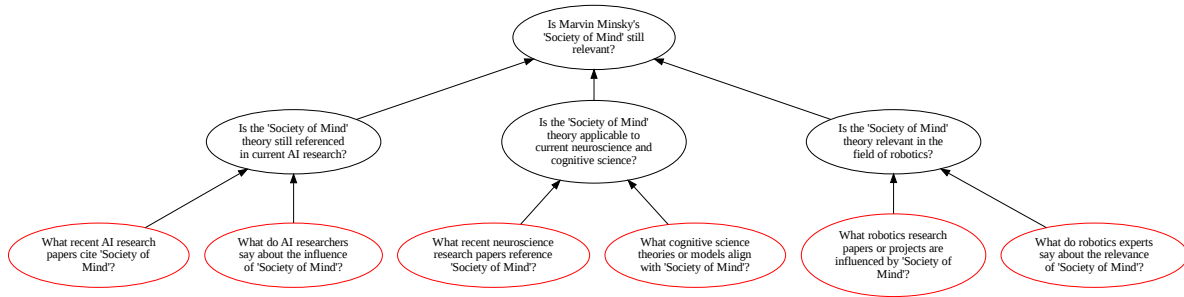 Is Marvin Minsky's
'Society of Mind' still
relevant?
Is the 'Society of Mind'
theory still referenced
in current AI research?
Is the 'Society of Mind'
theory applicable to
current neuroscience and
cognitive science?
Is the 'Society of Mind'
theory relevant in the
field of robotics?
What recent AI research
papers cite 'Society of
Mind'?
What do AI researchers
say about the influence
of 'Society of Mind'?
What recent neuroscience
research papers reference
'Society of Mind'?
What cognitive science
theories or models align
with 'Society of Mind'?
What robotics research
papers or projects are
influenced by 'Society of
Mind'?
What do robotics experts
say about the relevance
of 'Society of Mind'?